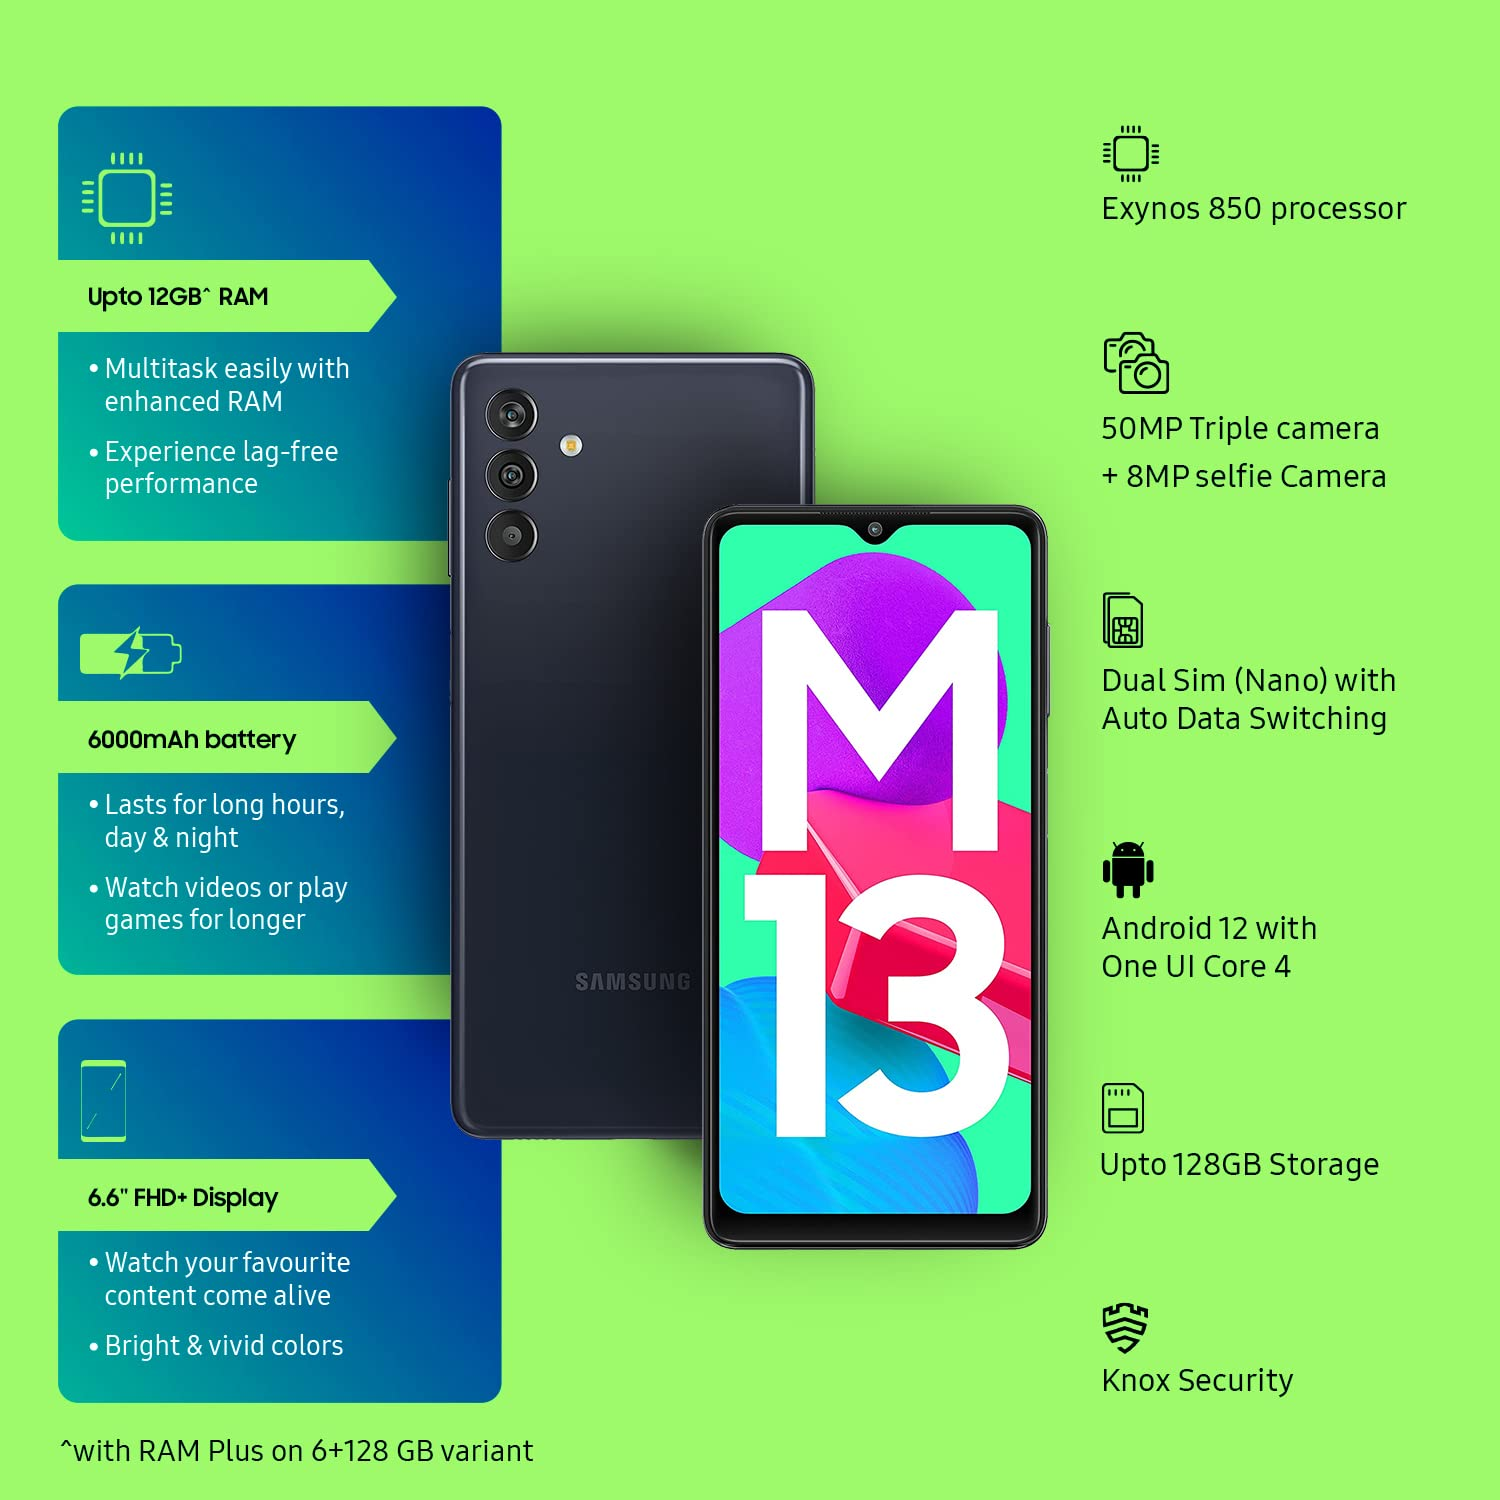 Upto 12GB^ RAM
• Multitask easily with
enhanced RAM
• Experience lag-free
performance
6000mAh battery
• Lasts for long hours,
day & night
• Watch videos or play
games for longer
6.6" FHD+ Display
• Watch your favourite
content come alive
• Bright & vivid colors
^with RAM Plus on 6+128 GB variant
SAMSUNG
M
13
Exynos 850 processor
50MP Triple camera
+ 8MP selfie Camera
Dual Sim (Nano) with
Auto Data Switching
Android 12 with
One UI Core 4
Upto 128GB Storage
Knox Security